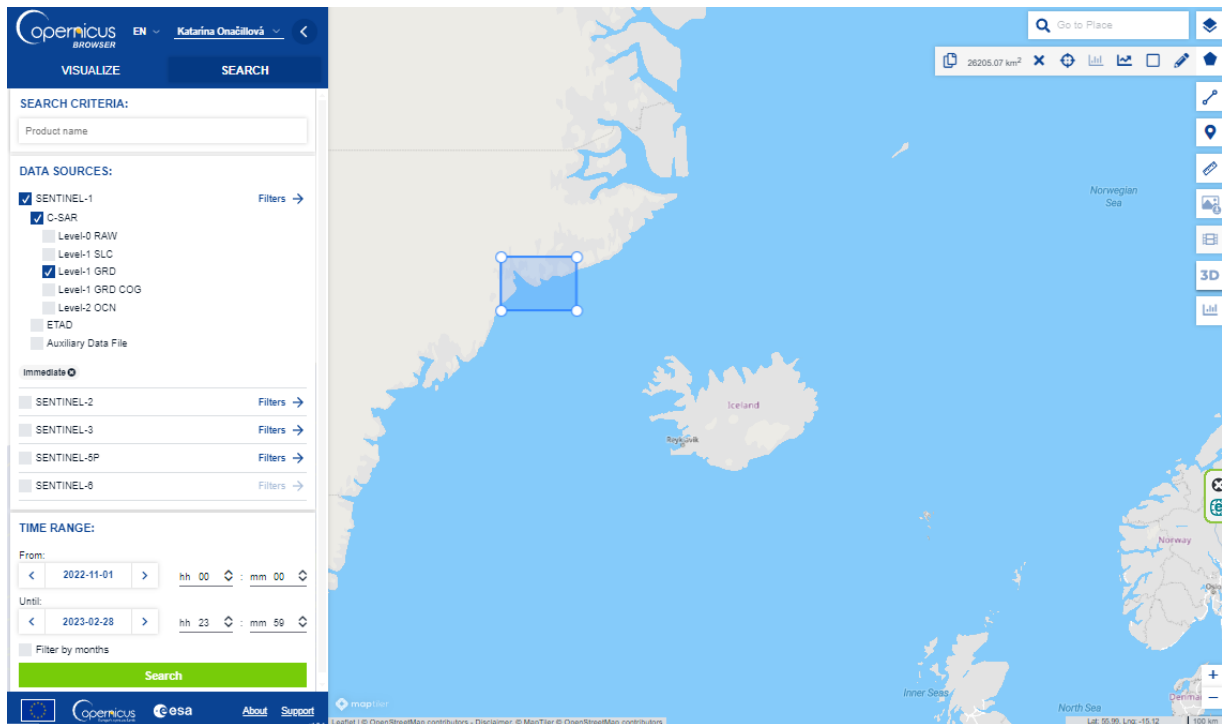 Copernicus
BROWSER
EN
Katarína Onačillová
VISUALIZE
SEARCH
SEARCH CRITERIA:
Product name
DATA SOURCES:
SENTINEL-1
Filters
C-SAR
Level-0 RAW
Level-1 SLC
Level-1 GRD
Level-1 GRD COG
Level-2 OCN
ETAD
Auxiliary Data File
Immediate
SENTINEL-2
Filters
SENTINEL-3
Filters
SENTINEL-5P
Filters
SENTINEL-6
Filters
TIME RANGE:
From:
2022-11-01
hh 00 : mm 00
Until:
2023-02-28
hh 23 : mm 59
Filter by months
Search
Copernicus
esa
About
Support
Go to Place
26205.07 km²
3D
Norwegian
Sea
Iceland
Reykjavik
Norway
Inner Seas
North Sea
maptiler
Leaflet | © OpenStreetMap contributors - Disclaimer, © MapTiler © OpenStreetMap contributors
Lat: 55.99, Lng: -15.12
100 km